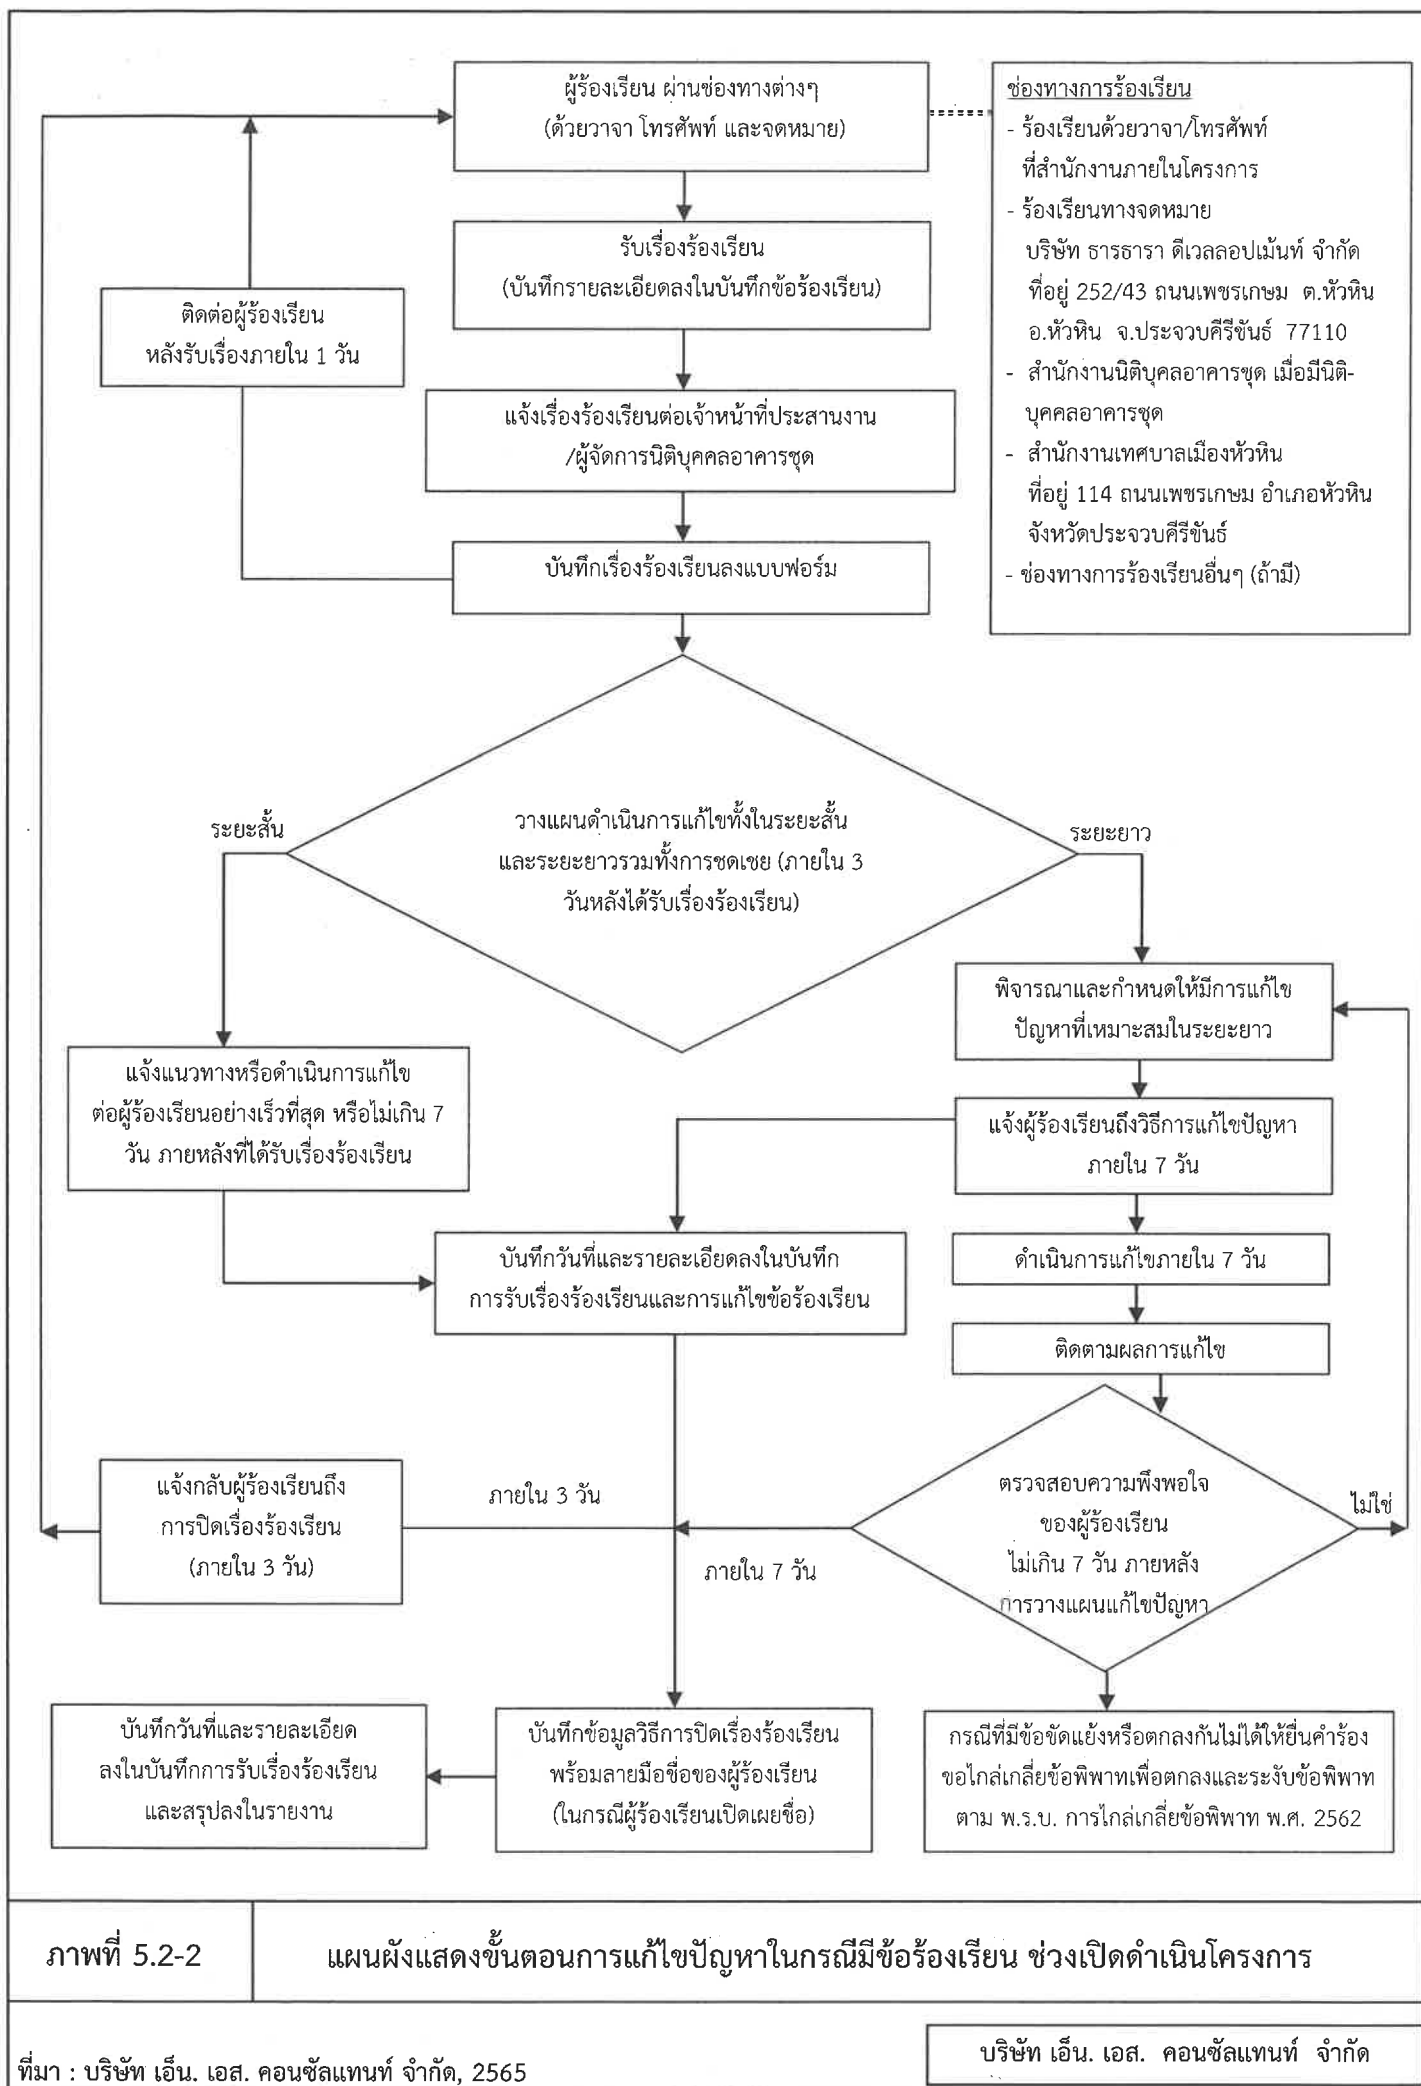 ผู้ร้องเรียน ผ่านช่องทางต่างๆ
(ด้วยวาจา โทรศัพท์ และจดหมาย)
ช่องทางการร้องเรียน
- ร้องเรียนด้วยวาจา/โทรศัพท์
ที่สำนักงานภายในโครงการ
- ร้องเรียนทางจดหมาย
บริษัท ธารธารา ดีเวลลอปเม้นท์ จำกัด
ที่อยู่ 252/43 ถนนเพชรเกษม ต.หัวหิน
อ.หัวหิน จ.ประจวบคีรีขันธ์ 77110
- สำนักงานนิติบุคลอาคารชุด เมื่อมีนิติ-
บุคคลอาคารชุด
- สำนักงานเทศบาลเมืองหัวหิน
ที่อยู่ 114 ถนนเพชรเกษม อำเภอหัวหิน
จังหวัดประจวบคีรีขันธ์
- ช่องทางการร้องเรียนอื่นๆ (ถ้ามี)
รับเรื่องร้องเรียน
(บันทึกรายละเอียดลงในบันทึกข้อร้องเรียน)
ติดต่อผู้ร้องเรียน
หลังรับเรื่องภายใน 1 วัน
แจ้งเรื่องร้องเรียนต่อเจ้าหน้าที่ประสานงาน
/ผู้จัดการนิติบุคคลอาคารชุด
บันทึกเรื่องร้องเรียนลงแบบฟอร์ม
วางแผนดำเนินการแก้ไขทั้งในระยะสั้น
และระยะยาวรวมทั้งการชดเชย (ภายใน 3
วันหลังได้รับเรื่องร้องเรียน)
ระยะสั้น
ระยะยาว
พิจารณาและกำหนดให้มีการแก้ไข
ปัญหาที่เหมาะสมในระยะยาว
แจ้งแนวทางหรือดำเนินการแก้ไข
ต่อผู้ร้องเรียนอย่างเร็วที่สุด หรือไม่เกิน 7
วัน ภายหลังที่ได้รับเรื่องร้องเรียน
แจ้งผู้ร้องเรียนถึงวิธีการแก้ไขปัญหา
ภายใน 7 วัน
บันทึกวันที่และรายละเอียดลงในบันทึก
การรับเรื่องร้องเรียนและการแก้ไขข้อร้องเรียน
ดำเนินการแก้ไขภายใน 7 วัน
ติดตามผลการแก้ไข
ตรวจสอบความพึงพอใจ
ของผู้ร้องเรียน
ไม่เกิน 7 วัน ภายหลัง
การวางแผนแก้ไขปัญหา
ไม่ใช่
ภายใน 3 วัน
ภายใน 7 วัน
แจ้งกลับผู้ร้องเรียนถึง
การปิดเรื่องร้องเรียน
(ภายใน 3 วัน)
บันทึกวันที่และรายละเอียด
ลงในบันทึกการรับเรื่องร้องเรียน
และสรุปลงในรายงาน
บันทึกข้อมูลวิธีการปิดเรื่องร้องเรียน
พร้อมลายมือชื่อของผู้ร้องเรียน
(ในกรณีผู้ร้องเรียนเปิดเผยชื่อ)
กรณีที่มีข้อขัดแย้งหรือตกลงกันไม่ได้ให้ยื่นคำร้อง
ขอไกล่เกลี่ยข้อพิพาทเพื่อตกลงและระงับข้อพิพาท
ตาม พ.ร.บ. การไกล่เกลี่ยข้อพิพาท พ.ศ. 2562
ภาพที่ 5.2-2
แผนผังแสดงขั้นตอนการแก้ไขปัญหาในกรณีมีข้อร้องเรียน ช่วงเปิดดำเนินโครงการ
ที่มา : บริษัท เอ็น. เอส. คอนซัลแทนท์ จำกัด, 2565
บริษัท เอ็น. เอส. คอนซัลแทนท์ จำกัด